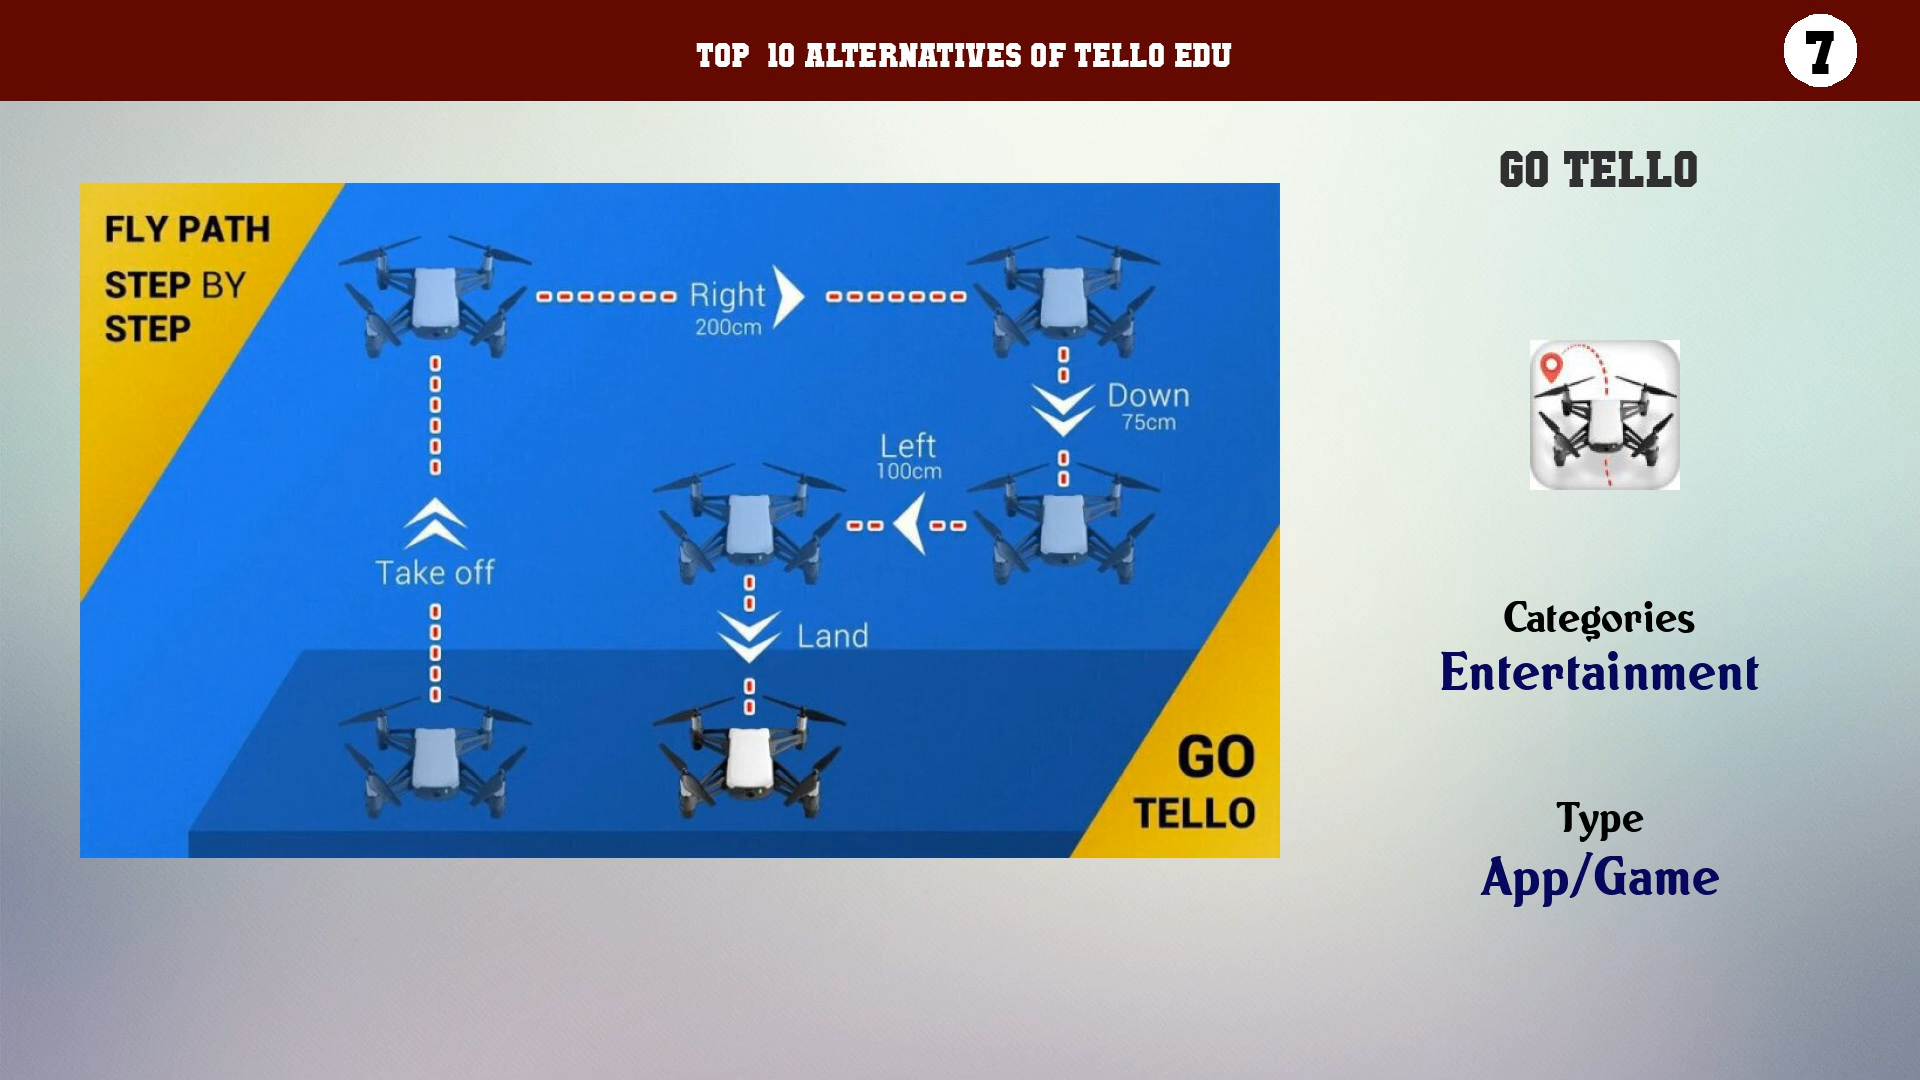 TOP 10 ALTERNATIVES OF TELLO EDU
7
GO TELLO
FLY PATH
STEP BY
STEP
Right
200cm
Down
75cm
Left
100cm
Take off
Land
GO
TELLO
Categories
Entertainment
Type
App/Game